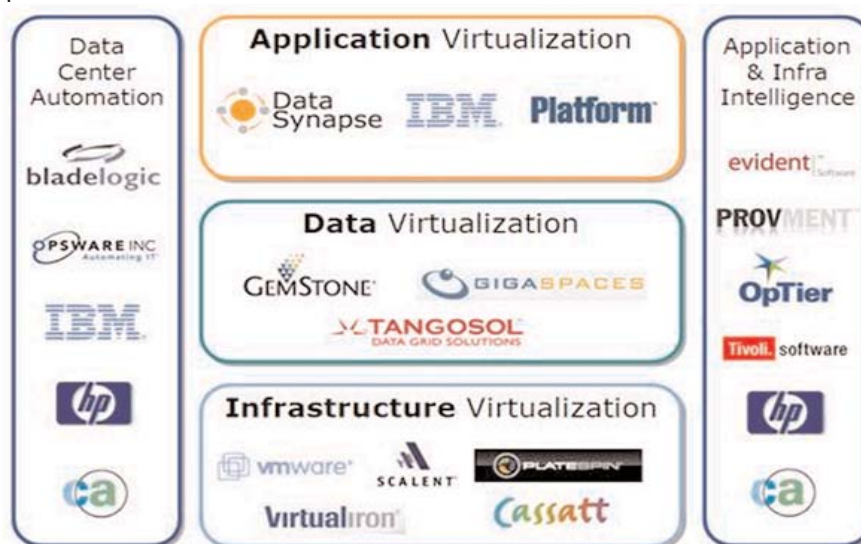 Data
Center
Automation
bladelogic
OPSWARE INC
Automating IT
IBM
hp
ca
Application Virtualization
Data
Synapse
IBM
Platform
Data Virtualization
GEMSTONE
GIGASPACES
TANGOSOL
DATA GRID SOLUTIONS
Infrastructure Virtualization
vmware
SCALENT
PLATESPIN
VIrtualIron
Cassatt
Application
& Infra
Intelligence
evident Software
PROVMENT
OpTier
Tivoli. software
hp
ca